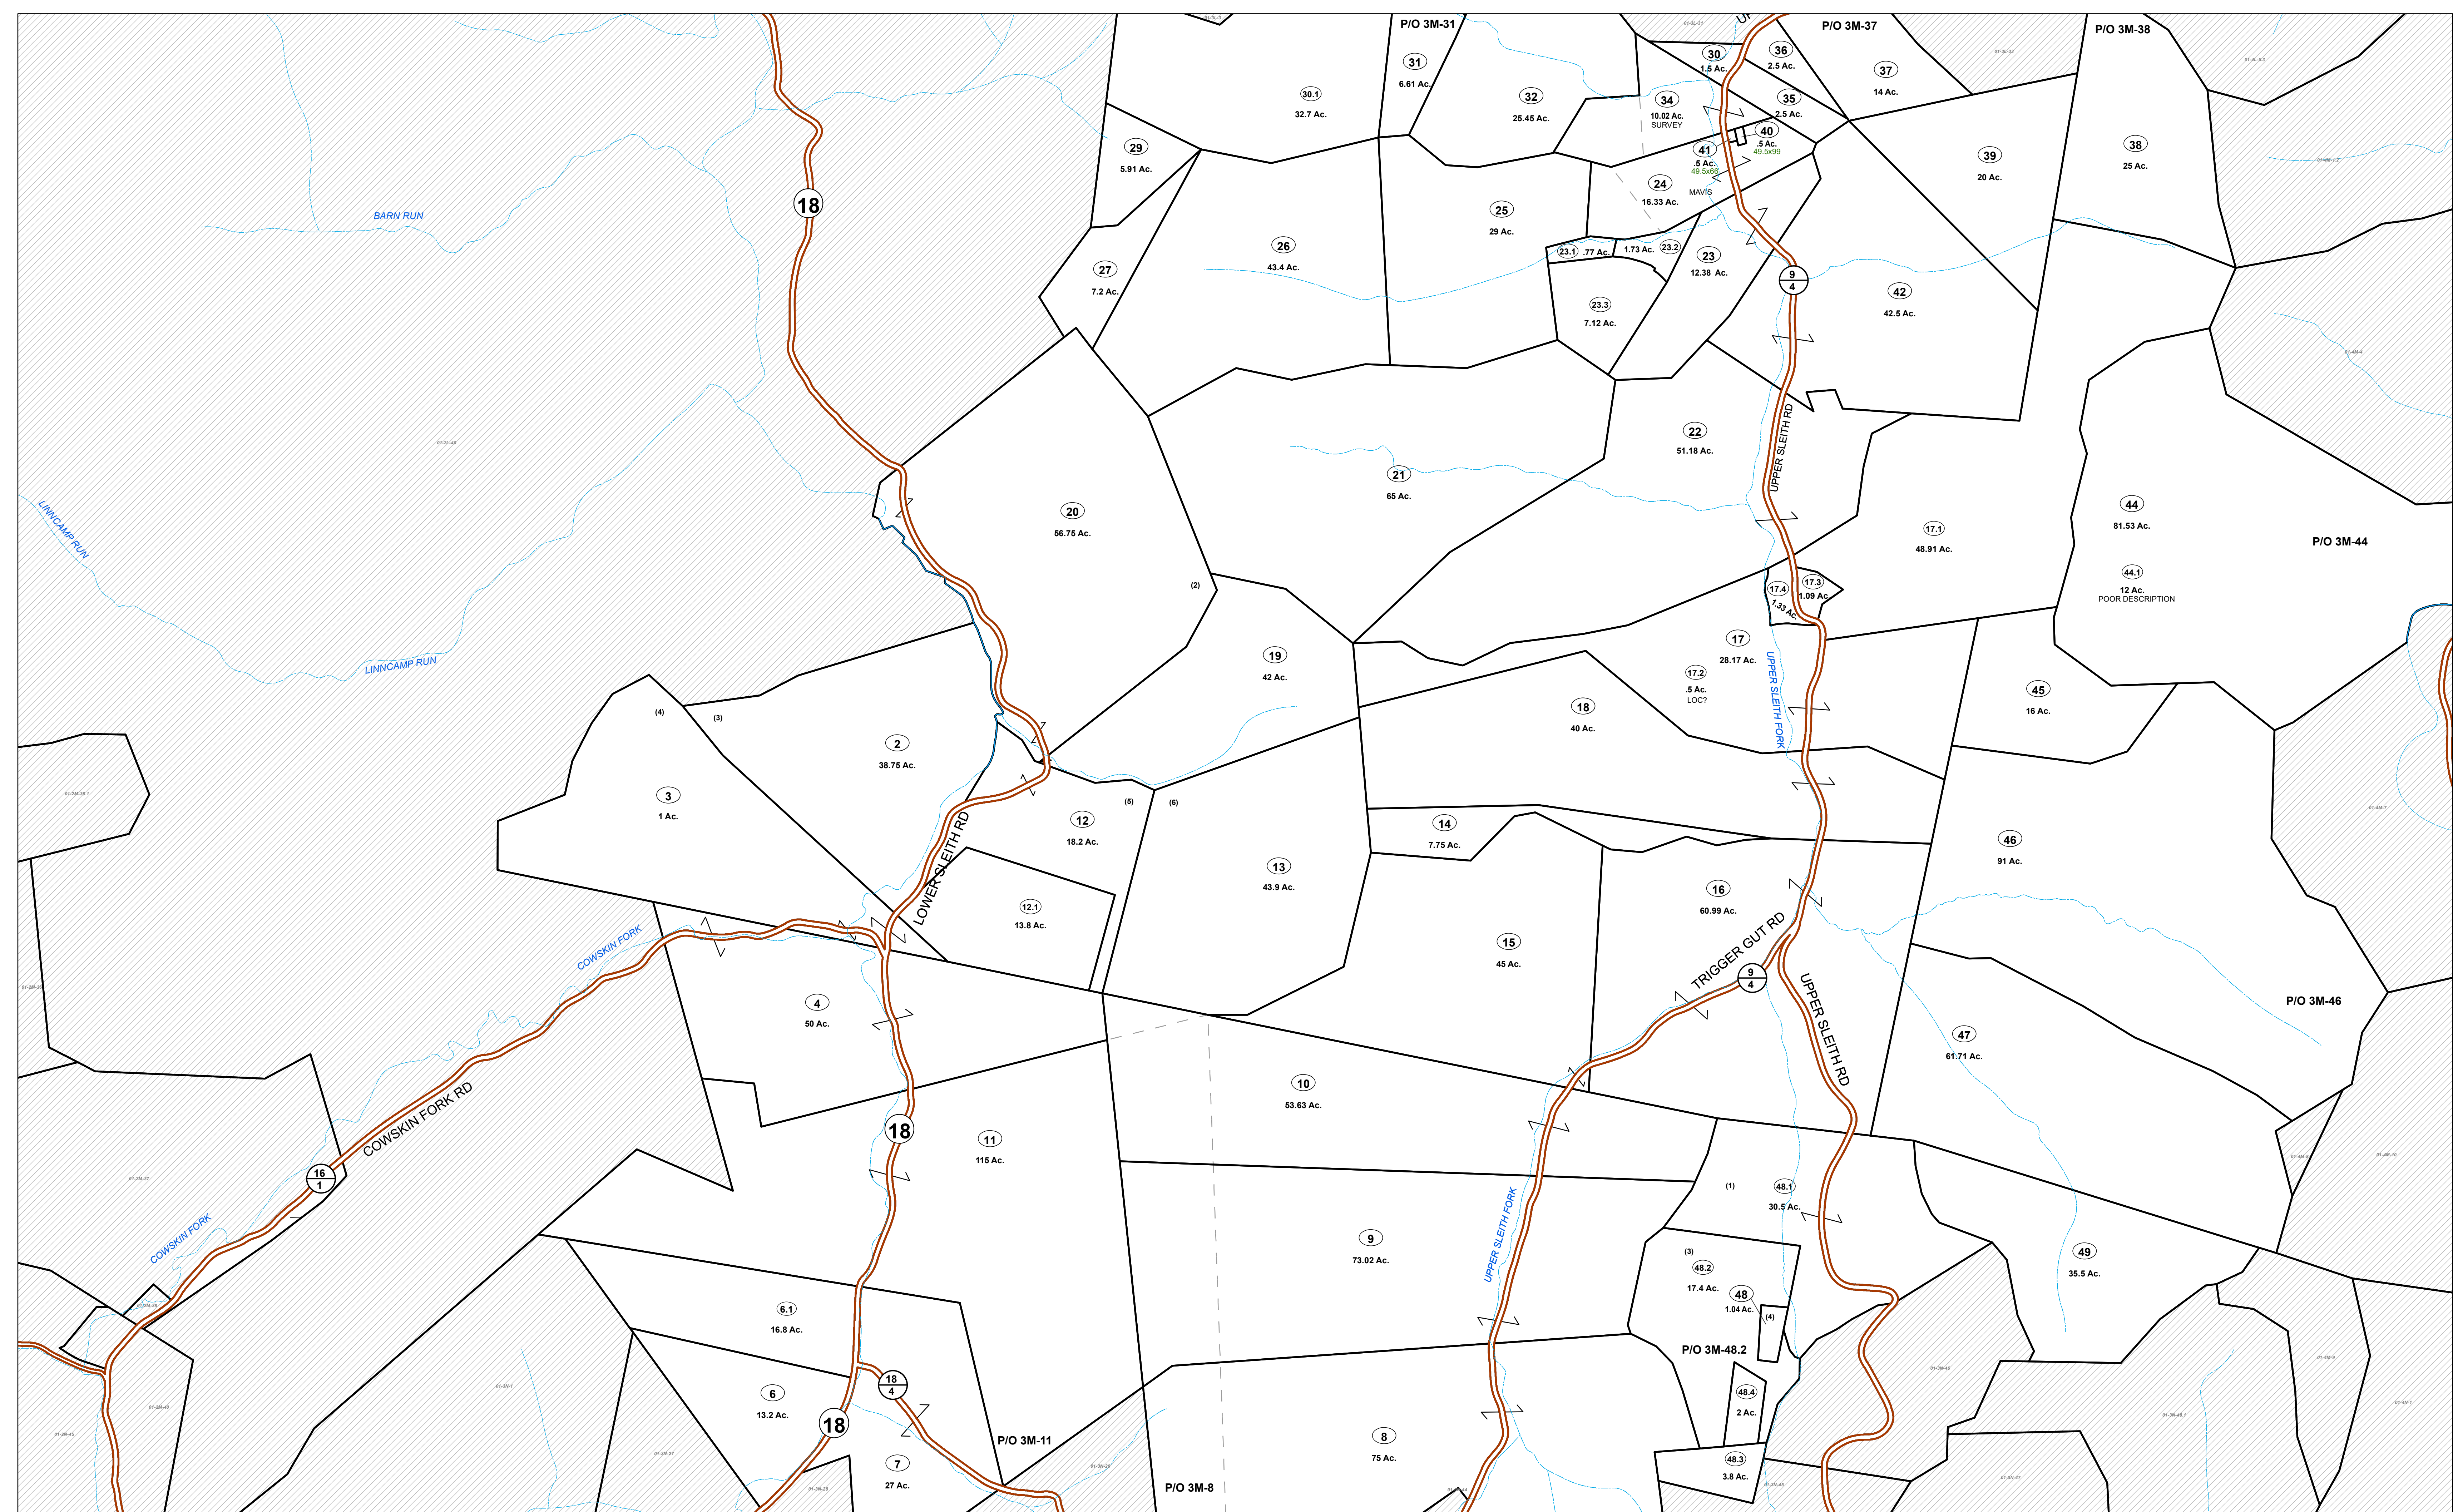 P/O 3M-31
P/O 3M-37
P/O 3M-38
30
1.5 Ac.
36
2.5 Ac.
31
6.61 Ac.
37
14 Ac.
30.1
32.7 Ac.
32
25.45 Ac.
34
10.02 Ac.
SURVEY
35
2.5 Ac.
40
.5 Ac.
49.5x99
41
.5 Ac.
49.5x66
29
5.91 Ac.
38
25 Ac.
39
20 Ac.
24
16.33 Ac.
MAVIS
18
BARN RUN
25
29 Ac.
26
43.4 Ac.
23.1
.77 Ac.
1.73 Ac.
23.2
23
12.38 Ac.
27
7.2 Ac.
9
4
42
42.5 Ac.
23.3
7.12 Ac.
01-4M-4
01-3L-40
22
51.18 Ac.
UPPER SLEITH RD
21
65 Ac.
20
56.75 Ac.
LINNCAMP RUN
44
81.53 Ac.
17.1
48.91 Ac.
P/O 3M-44
44.1
12 Ac.
POOR DESCRIPTION
(2)
17.4
1.33 Ac.
17.3
1.09 Ac.
17
28.17 Ac.
19
42 Ac.
LINNCAMP RUN
17.2
.5 Ac.
LOC?
UPPER SLEITH FORK
45
16 Ac.
18
40 Ac.
(4)
(3)
2
38.75 Ac.
3
1 Ac.
(5)
(6)
12
18.2 Ac.
14
7.75 Ac.
01-4M-7
46
91 Ac.
13
43.9 Ac.
LOWER SLEITH RD
12.1
13.8 Ac.
16
60.99 Ac.
COWSKIN FORK
15
45 Ac.
TRIGGER GUT RD
9
4
4
50 Ac.
UPPER SLEITH RD
P/O 3M-46
47
61.71 Ac.
10
53.63 Ac.
COWSKIN FORK RD
18
11
115 Ac.
16
1
48.1
30.5 Ac.
(1)
UPPER SLEITH FORK
COWSKIN FORK
9
73.02 Ac.
(3)
48.2
17.4 Ac.
49
35.5 Ac.
48
1.04 Ac.
(4)
6.1
16.8 Ac.
P/O 3M-48.2
18
4
6
13.2 Ac.
48.4
2 Ac.
18
P/O 3M-11
8
75 Ac.
7
27 Ac.
48.3
3.8 Ac.
P/O 3M-8